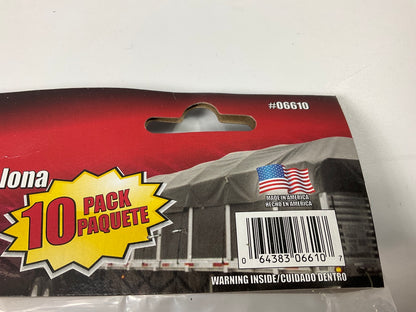 #06610
lona
10 PACK
PAQUETE
MADE IN AMERICA
HECHO EN AMERICA
0 64383 06610 7
WARNING INSIDE/CUIDADO DENTRO